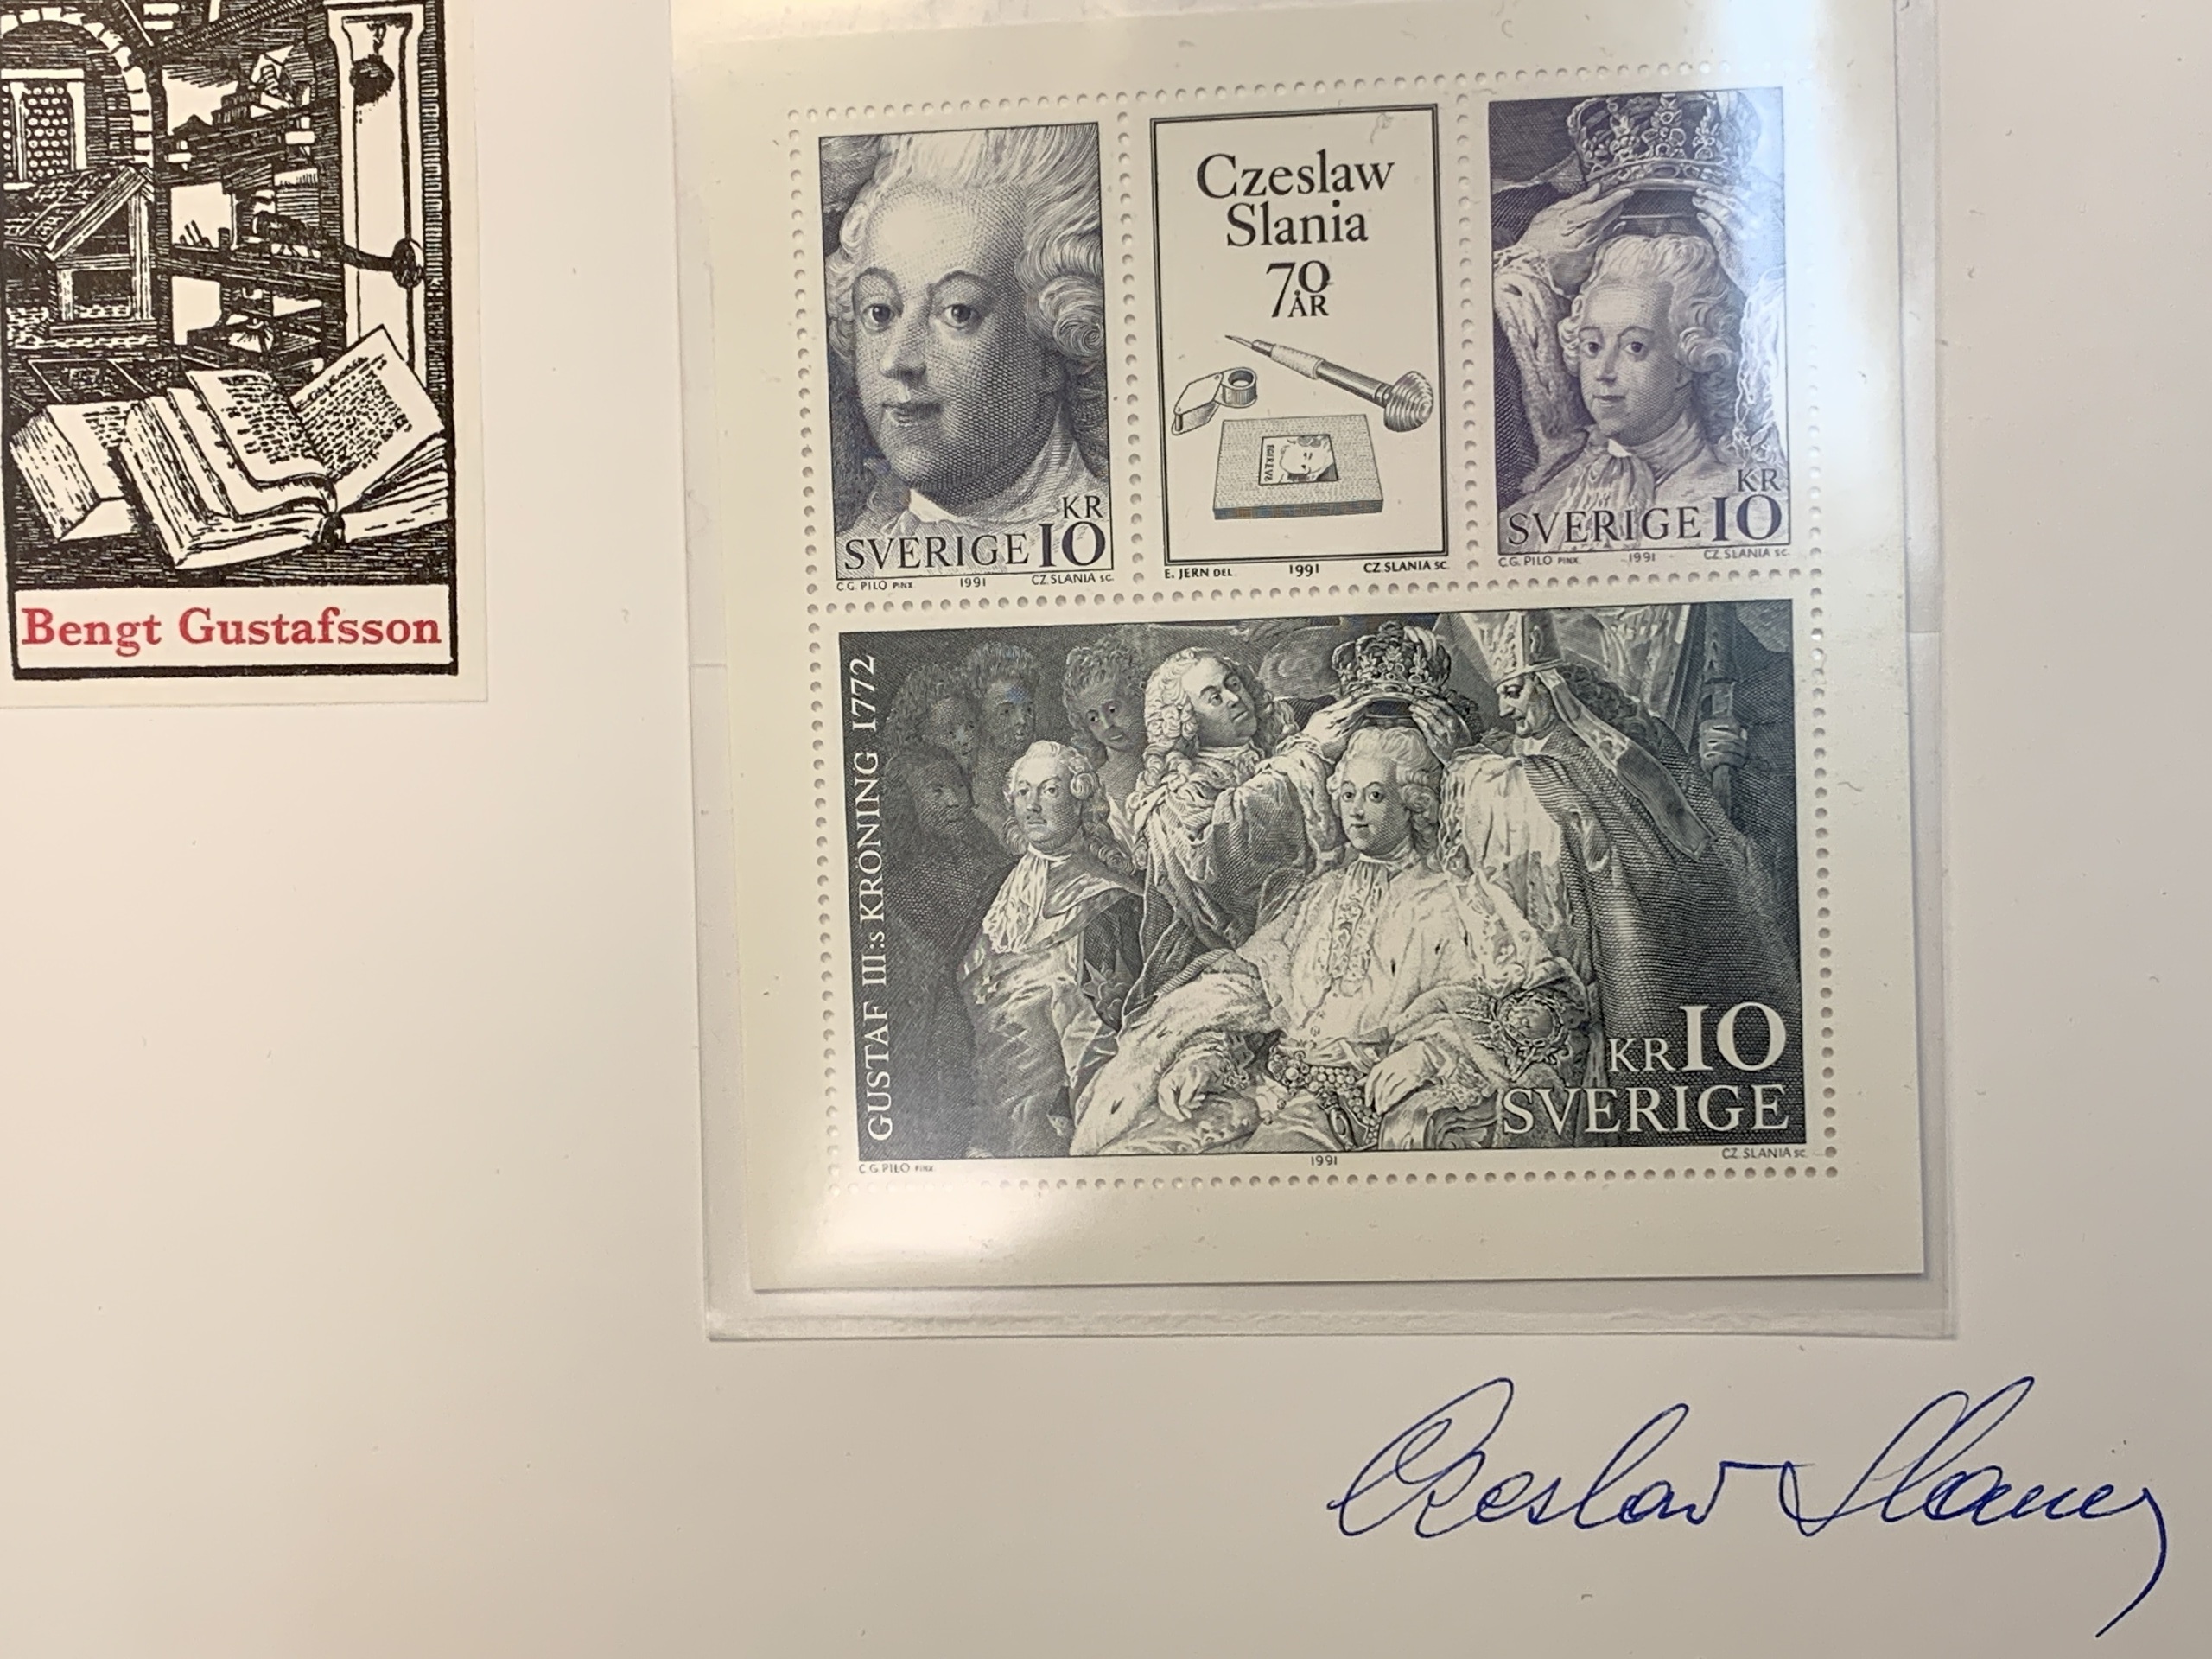 Bengt Gustafsson
KR
SVERIGE 10
C.G. PILO PINX. 1991 CZ. SLANIA SC.
Czeslaw
Slania
70
ÅR
E. JERN DEL. 1991 CZ SLANIA SC.
KR
SVERIGE 10
C.G. PILO PINX. 1991 CZ. SLANIA SC.
GUSTAF III:s KRÖNING 1772
KR 10
SVERIGE
C.G. PILO PINX. 1991 CZ. SLANIA SC.
Czeslaw Slania